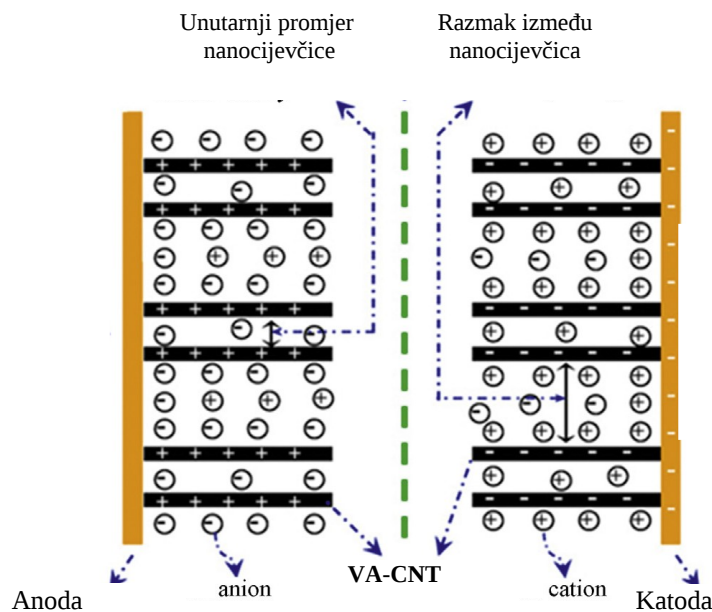 Unutarnji promjer
nanocijevčice
Razmak između
nanocijevčica
VA-CNT
Anoda
anion
cation
Katoda